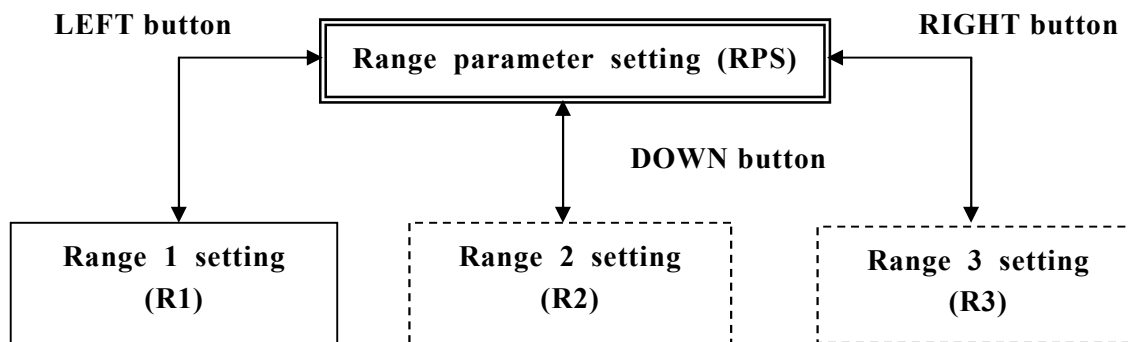 LEFT button
RIGHT button
Range parameter setting (RPS)
DOWN button
Range 1 setting
(R1)
Range 2 setting
(R2)
Range 3 setting
(R3)